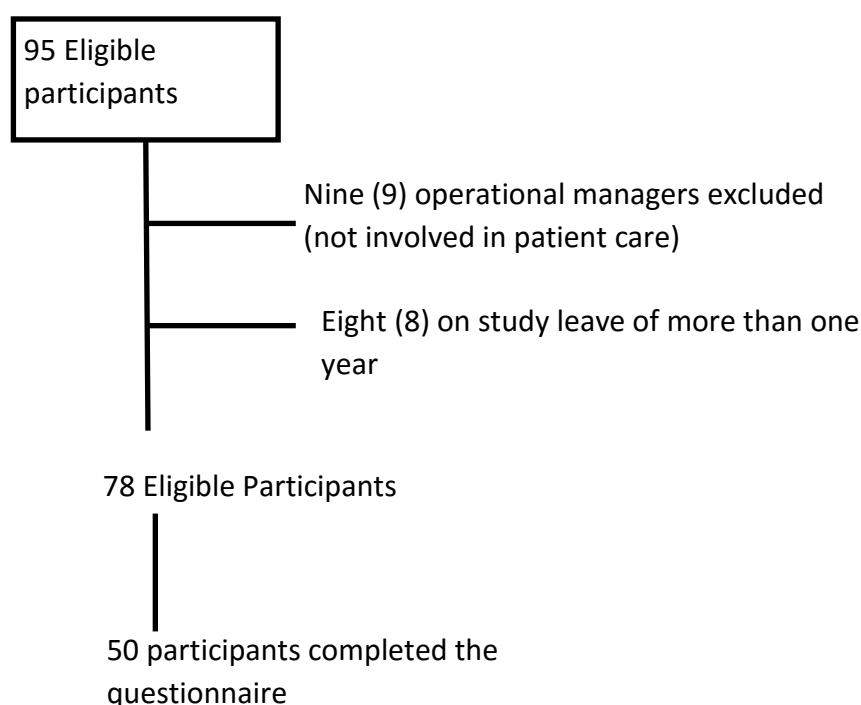 95 Eligible
participants
Nine (9) operational managers excluded
(not involved in patient care)
Eight (8) on study leave of more than one
year
78 Eligible Participants
50 participants completed the
questionnaire